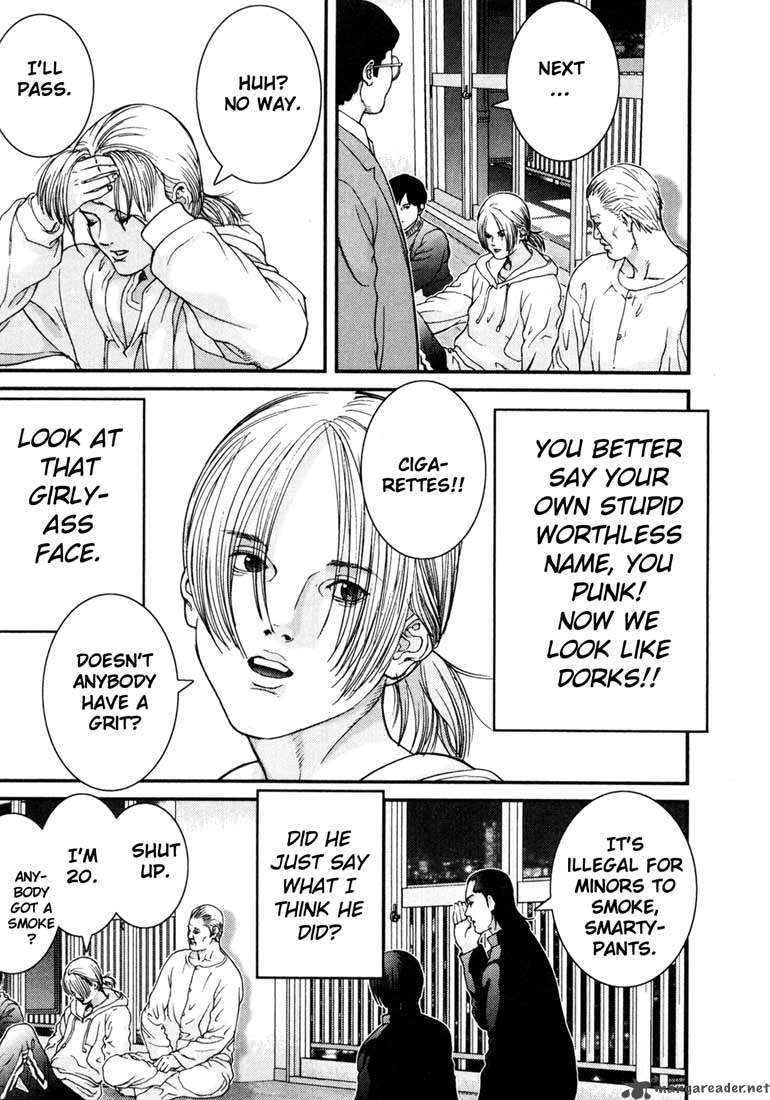 NEXT
...
HUH?
NO WAY.
I'LL
PASS.
YOU BETTER
SAY YOUR
OWN STUPID
WORTHLESS
NAME, YOU
PUNK!
NOW WE
LOOK LIKE
DORKS!!
CIGA-
RETTES!!
LOOK AT
THAT
GIRLY-
ASS
FACE.
DOESN'T
ANYBODY
HAVE A
GRIT?
IT'S
ILLEGAL FOR
MINORS TO
SMOKE,
SMARTY-
PANTS.
DID HE
JUST SAY
WHAT I
THINK HE
DID?
SHUT
UP.
I'M
20.
ANY-
BODY
GOT A
SMOKE
?
mangareader.net